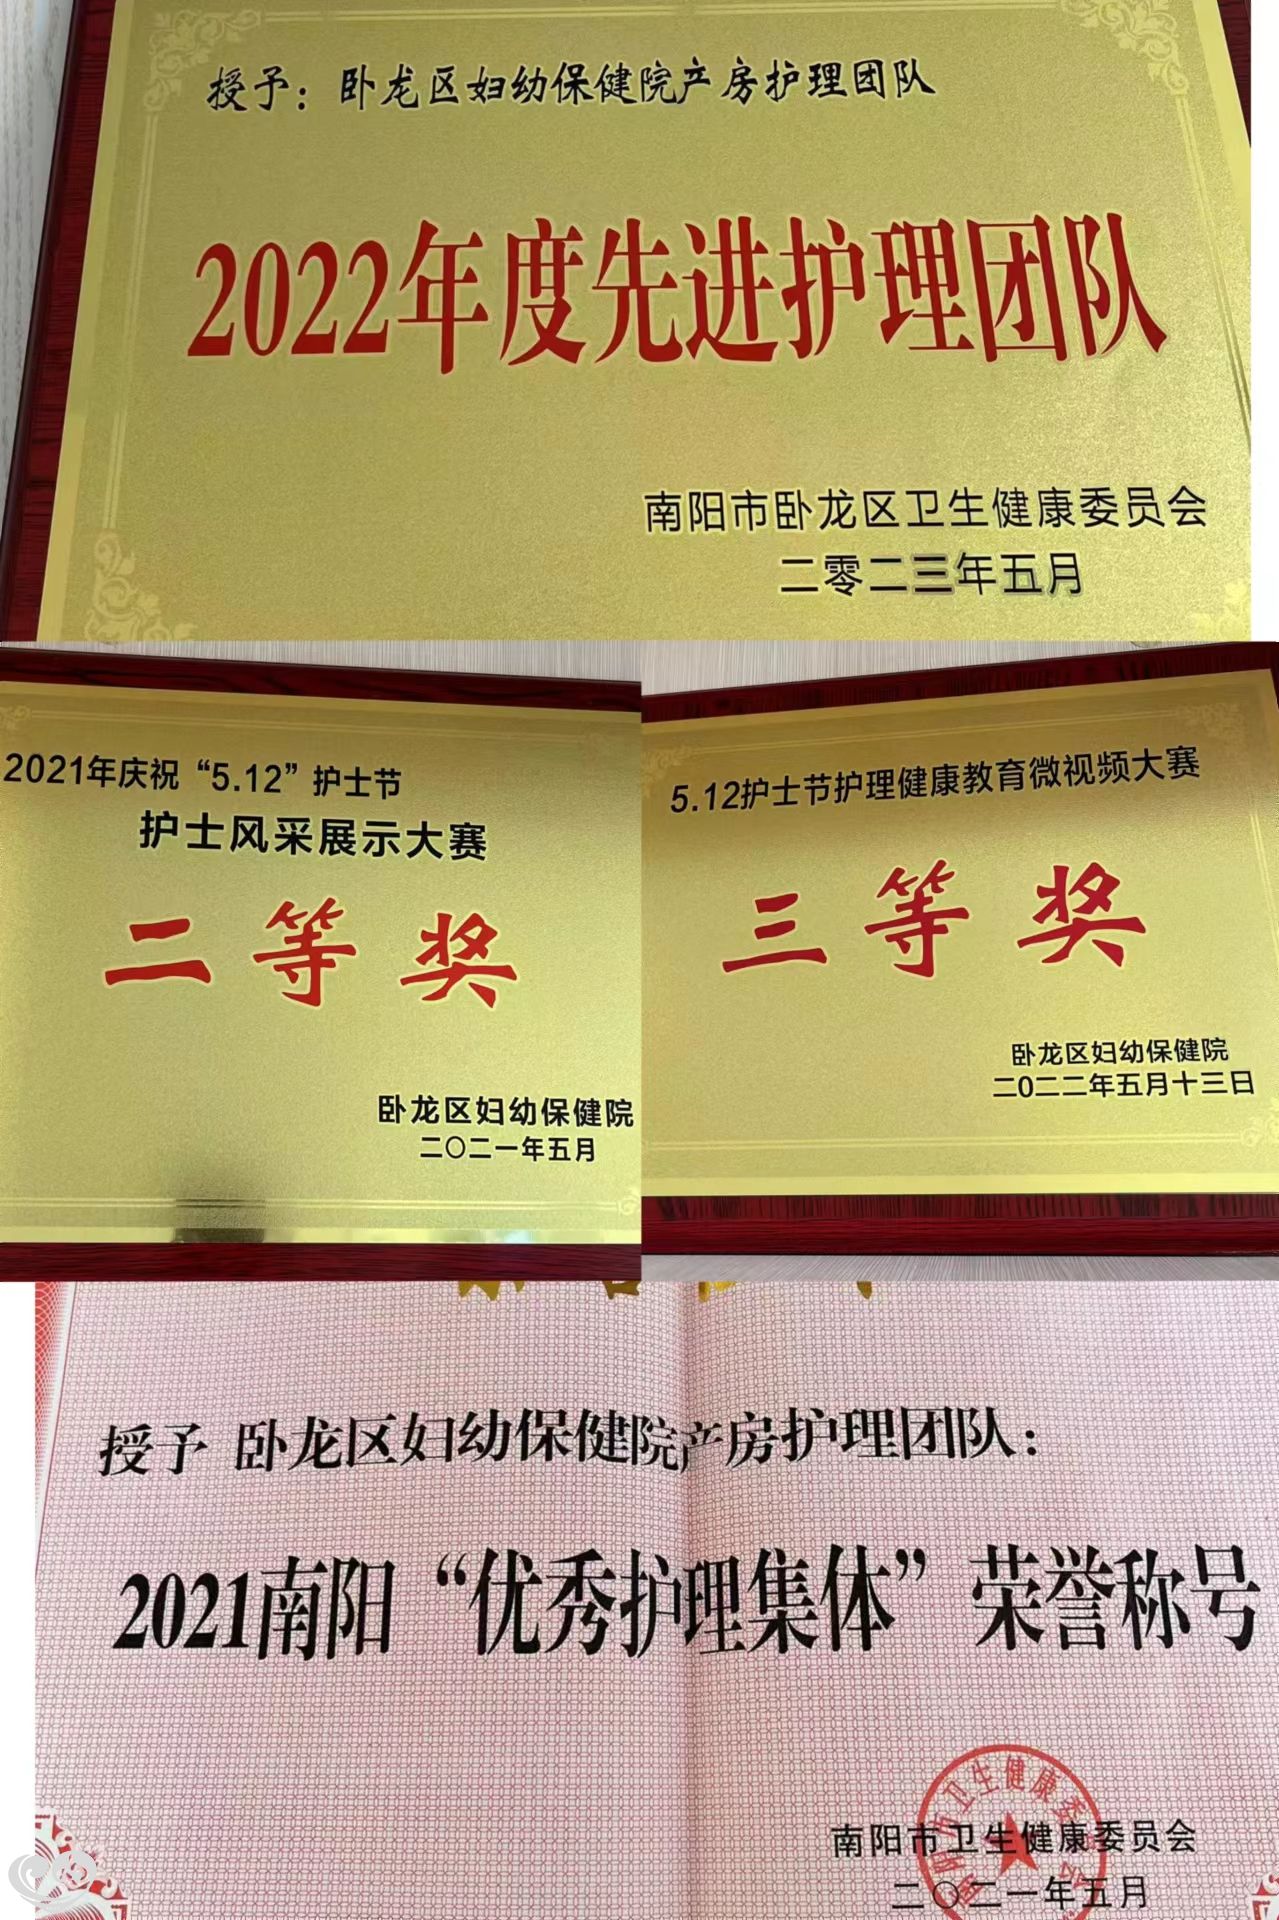 授予：卧龙区妇幼保健院产房护理团队
2022年度先进护理团队
南阳市卧龙区卫生健康委员会
二零二三年五月
2021年庆祝“5.12”护士节
护士风采展示大赛
二等奖
卧龙区妇幼保健院
二〇二一年五月
5.12护士节护理健康教育微视频大赛
三等奖
卧龙区妇幼保健院
二0二二年五月十三日
授予 卧龙区妇幼保健院产房护理团队：
2021南阳“优秀护理集体”荣誉称号
南阳市卫生健康委员会
二〇二一年五月